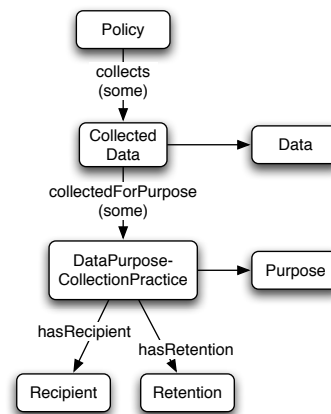 Policy
collects
(some)
Collected
Data
Data
collectedForPurpose
(some)
DataPurpose-
CollectionPractice
Purpose
hasRecipient
hasRetention
Recipient
Retention